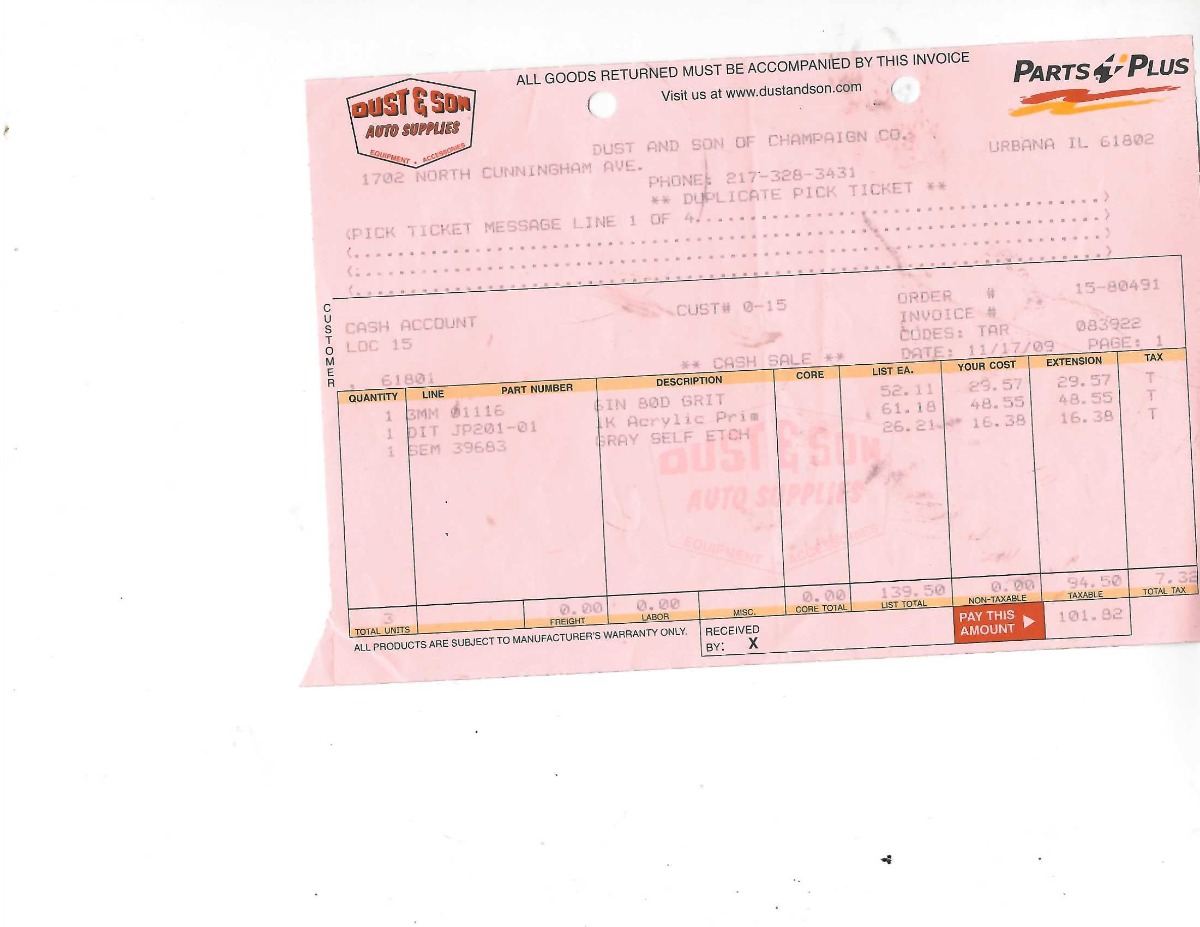 ALL GOODS RETURNED MUST BE ACCOMPANIED BY THIS INVOICE
Visit us at www.dustandson.com
DUST & SON
AUTO SUPPLIES
EQUIPMENT • ACCESSORIES
PARTS PLUS
DUST AND SON OF CHAMPAIGN CO.
1702 NORTH CUNNINGHAM AVE.
URBANA IL 61802
PHONE: 217-328-3431
** DUPLICATE PICK TICKET **
(PICK TICKET MESSAGE LINE 1 OF 4.......................................)
(......................................................................)
(......................................................................)
(......................................................................)
CUSTOMER
CASH ACCOUNT
LOC 15
, 61801
CUST# 0-15
ORDER # 15-80491
INVOICE #
CODES: TAR 083922
DATE: 11/17/09 PAGE: 1
** CASH SALE **
QUANTITY LINE PART NUMBER DESCRIPTION CORE LIST EA. YOUR COST EXTENSION TAX
1 3MM 01116 6IN 80D GRIT 52.11 29.57 29.57 T
1 DIT JP201-01 1K Acrylic Prim 61.18 48.55 48.55 T
1 SEM 39683 GRAY SELF ETCH 26.21 16.38 16.38 T
DUST & SON
AUTO SUPPLIES
EQUIPMENT ACCESSORIES
3 0.00 0.00 0.00 139.50 0.00 94.50 7.32
TOTAL UNITS FREIGHT LABOR MISC. CORE TOTAL LIST TOTAL NON-TAXABLE TAXABLE TOTAL TAX
ALL PRODUCTS ARE SUBJECT TO MANUFACTURER'S WARRANTY ONLY.
RECEIVED
BY: X
PAY THIS
AMOUNT 101.82